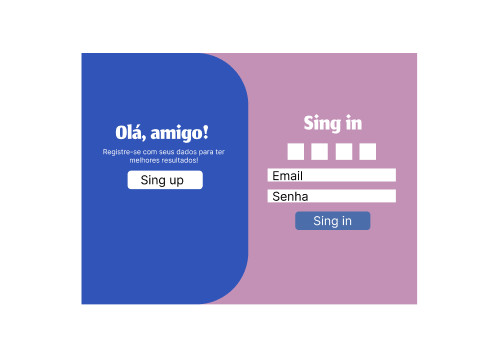 Olá, amigo!
Registre-se com seus dados para ter
melhores resultados!
Sing up
Sing in
Email
Senha
Sing in